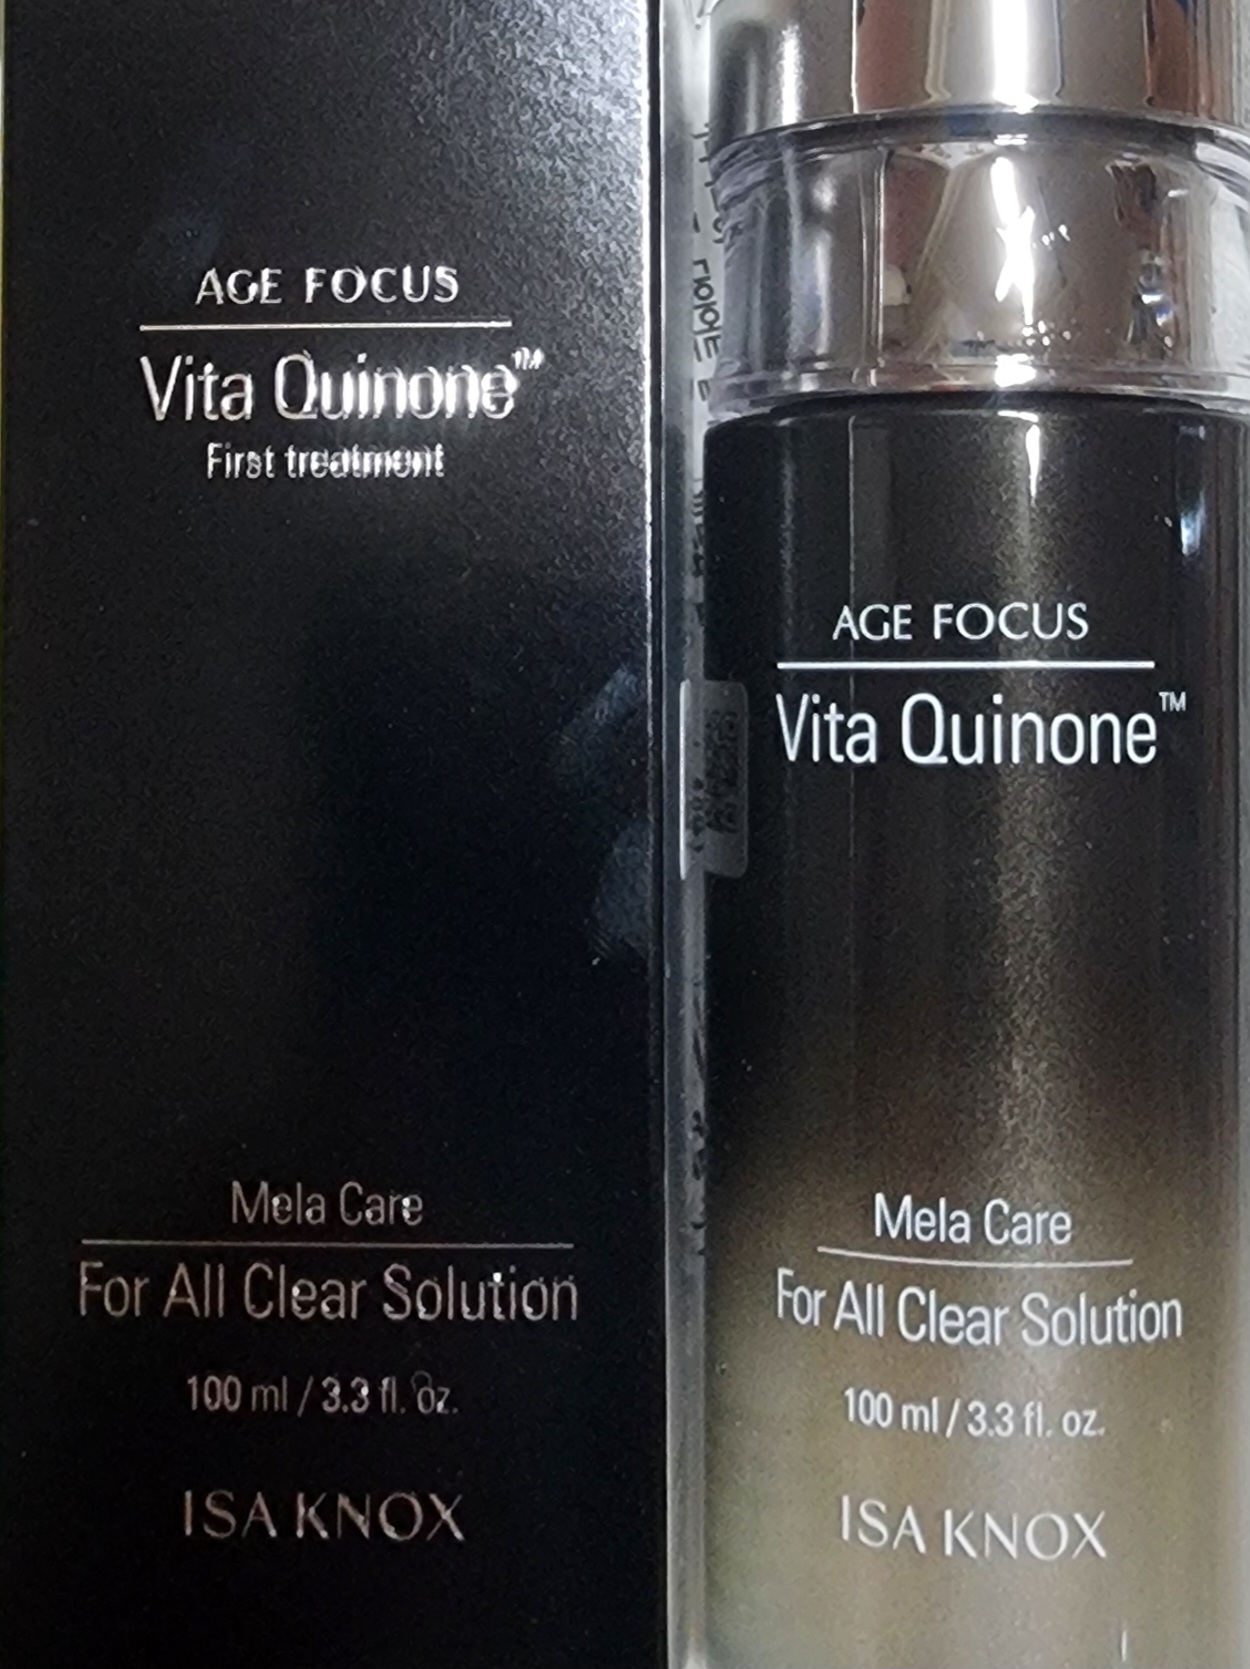 AGE FOCUS
Vita Quinone™
First treatment
Mela Care
For All Clear Solution
100 ml / 3.3 fl. oz.
ISA KNOX
AGE FOCUS
Vita Quinone™
Mela Care
For All Clear Solution
100 ml / 3.3 fl. oz.
ISA KNOX